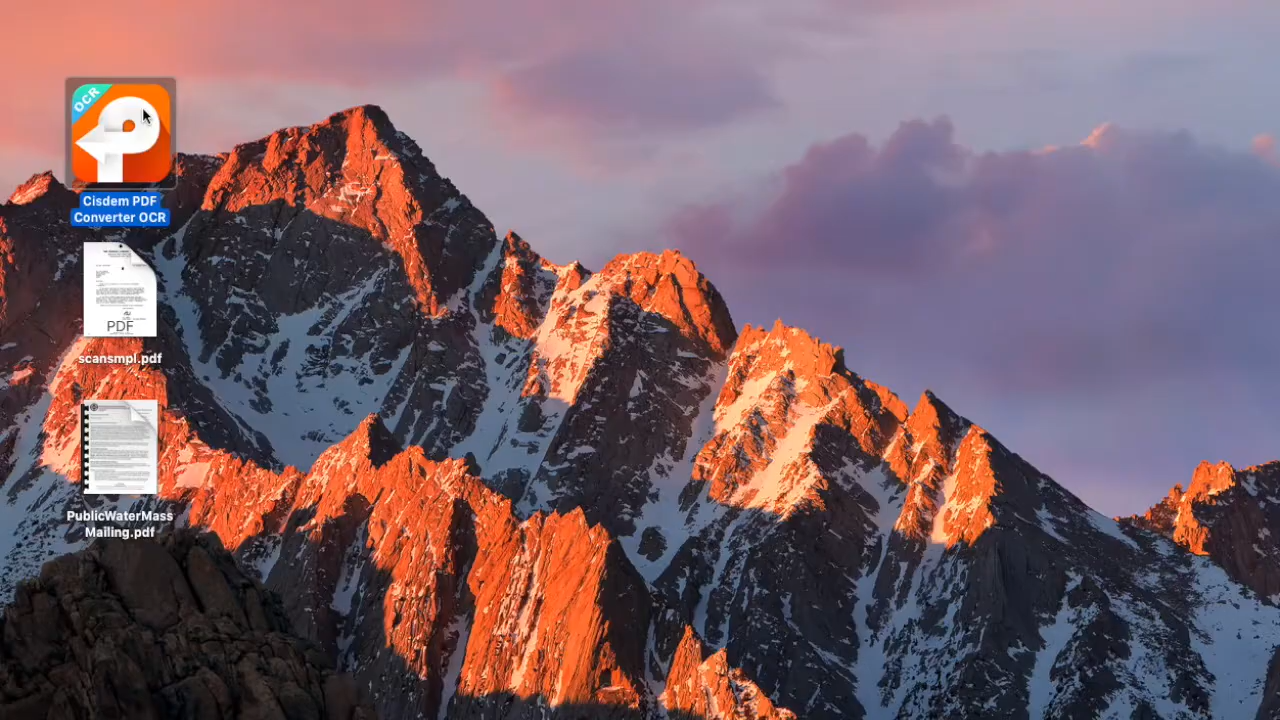 OCR
Cisdem PDF
Converter OCR
PDF
scansmpl.pdf
PublicWaterMass
Mailing.pdf